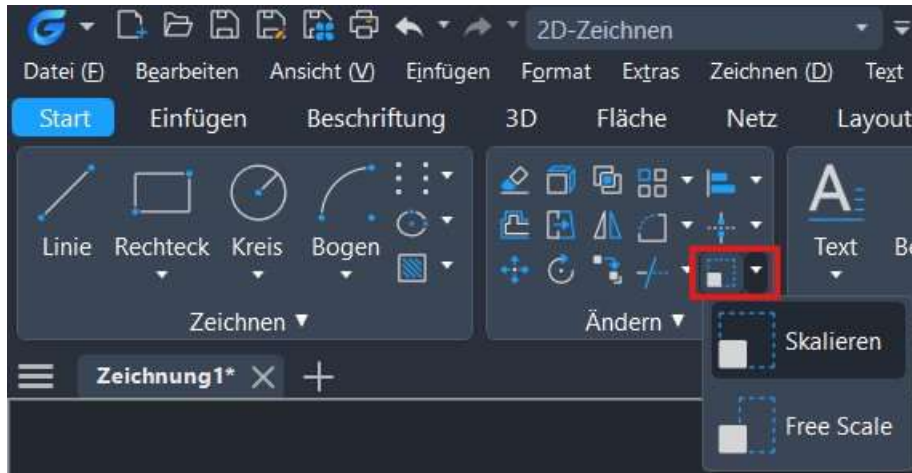 2D-Zeichnen
Datei (F) Bearbeiten Ansicht (V) Einfügen Format Extras Zeichnen (D) Text
Start Einfügen Beschriftung 3D Fläche Netz Layout
Linie Rechteck Kreis Bogen Text
Zeichnen Ändern
Skalieren
Zeichnung1*
Free Scale